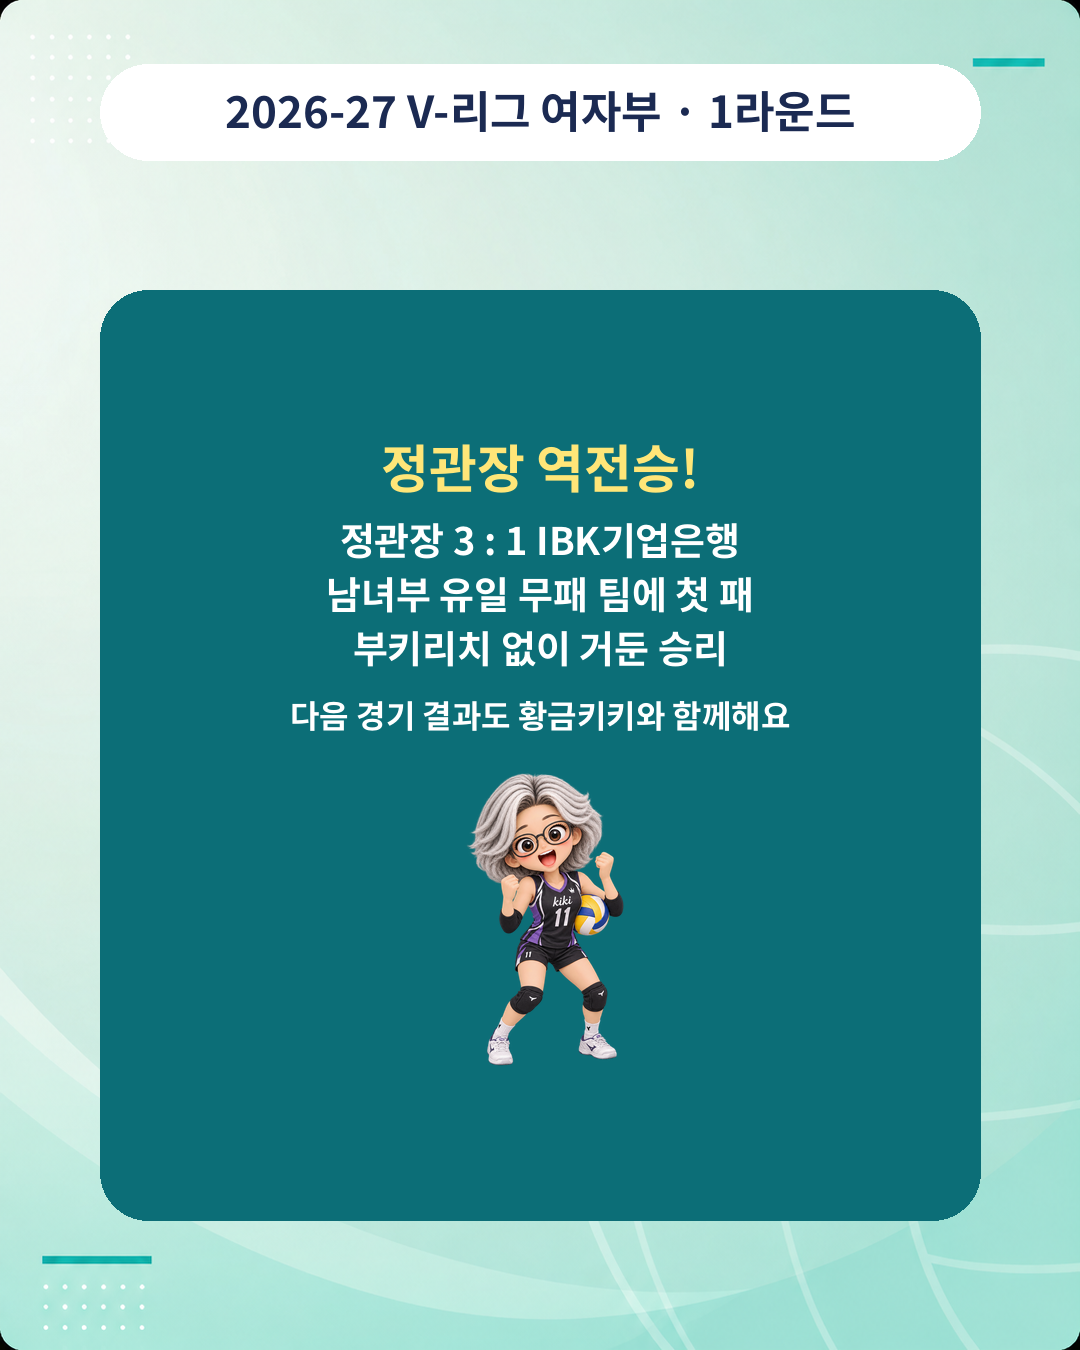 2026-27 V-리그 여자부 · 1라운드
정관장 역전승!
정관장 3 : 1 IBK기업은행
남녀부 유일 무패 팀에 첫 패
부키리치 없이 거둔 승리
다음 경기 결과도 황금키키와 함께해요
kiki
11
11